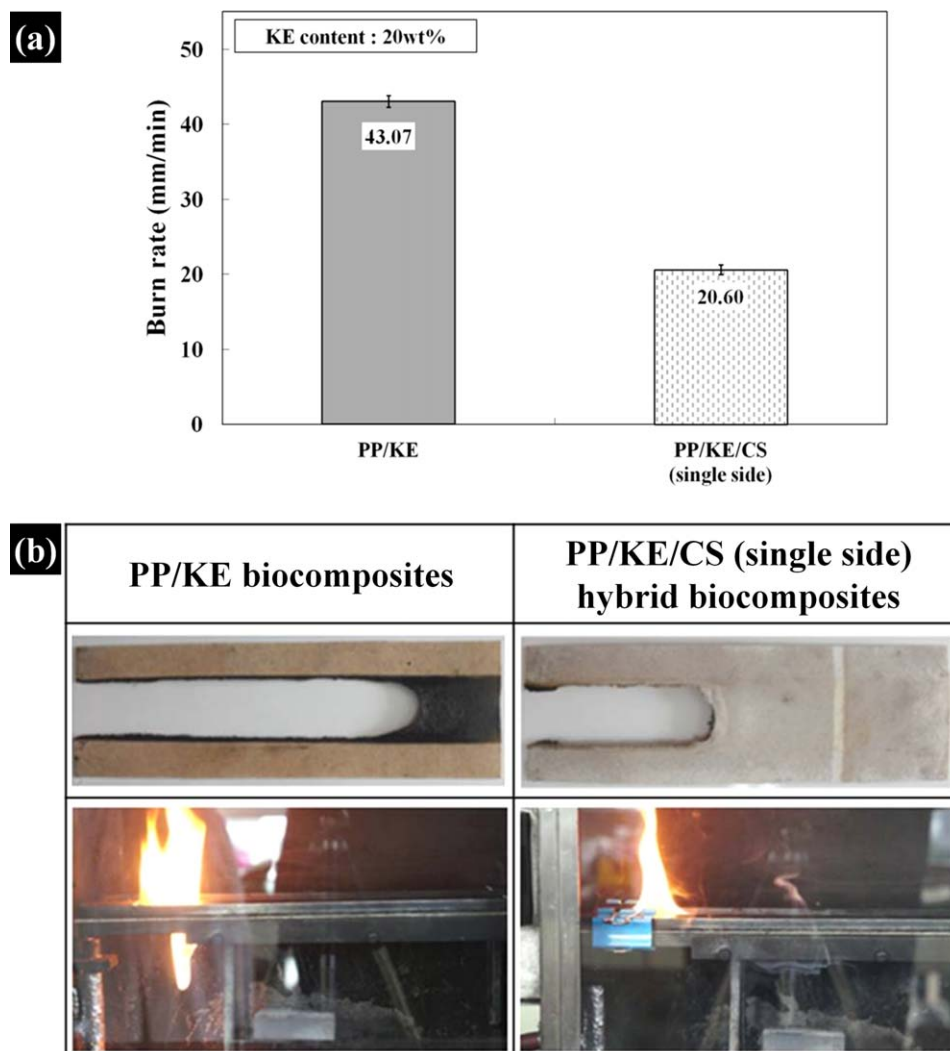 (a)
KE content : 20wt%
Burn rate (mm/min)
50
40
30
20
10
0
43.07
20.60
PP/KE
PP/KE/CS
(single side)
(b)
PP/KE biocomposites
PP/KE/CS (single side)
hybrid biocomposites